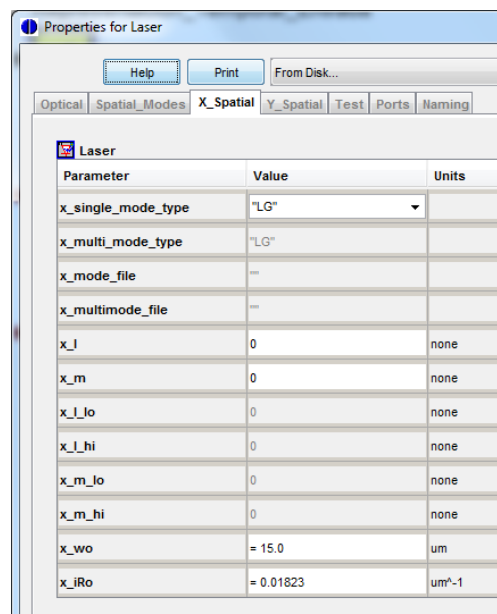 Properties for Laser
Help Print From Disk...
Optical Spatial_Modes X_Spatial Y_Spatial Test Ports Naming
Laser
Parameter Value Units
x_single_mode_type "LG"
x_multi_mode_type "LG"
x_mode_file ""
x_multimode_file ""
x_l 0 none
x_m 0 none
x_l_lo 0 none
x_l_hi 0 none
x_m_lo 0 none
x_m_hi 0 none
x_wo = 15.0 um
x_iRo = 0.01823 um^-1